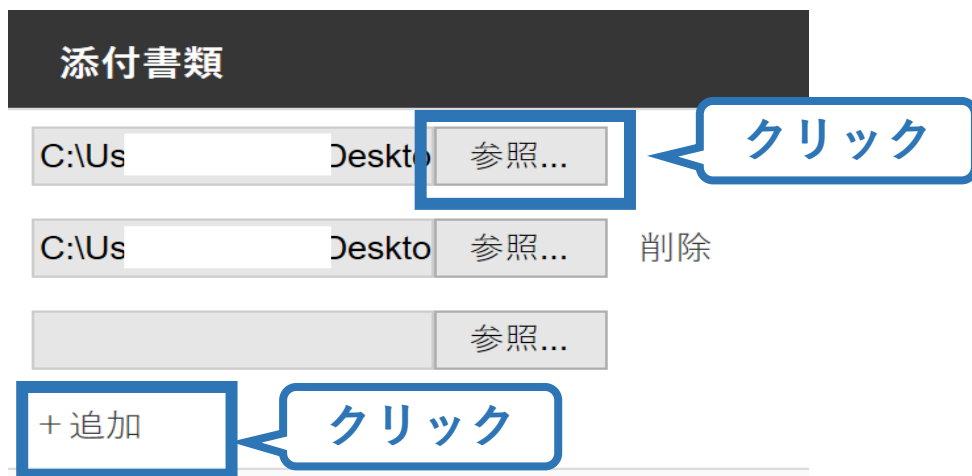 添付書類
C:\Us Deskto 参照... クリック
C:\Us Deskto 参照... 削除
参照...
+追加 クリック